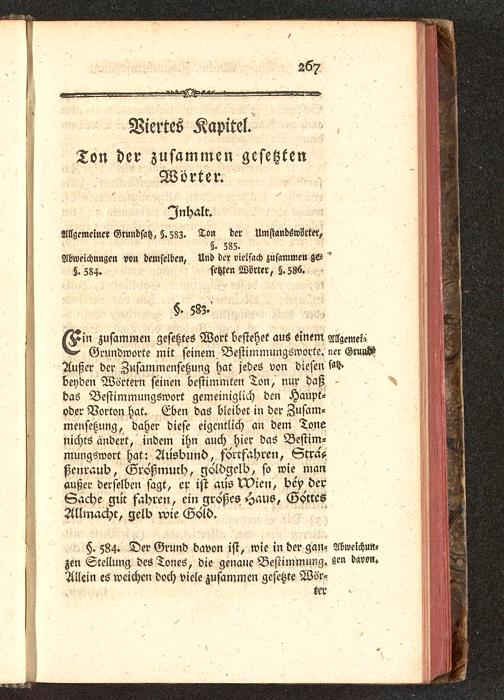 267
Viertes Kapitel.
Ton der zusammen gesetzten
Wörter.
Inhalt.
Allgemeiner Grundsatz, §. 583.
Abweichungen von demselben,
§. 584.
Ton der Umstandswörter,
§. 585.
Und der vielfach zusammen ge-
setzten Wörter, §. 586.
§. 583.
Ein zusammen gesetztes Wort bestehet aus einem
Grundworte mit seinem Bestimmungsworte.
Außer der Zusammensetzung hat jedes von diesen
beyden Wörtern seinen bestimmten Ton, nur daß
das Bestimmungswort gemeiniglich den Haupt-
oder Vorton hat. Eben das bleibet in der Zusam-
mensetzung, daher diese eigentlich an dem Tone
nichts ändert, indem ihn auch hier das Bestim-
mungswort hat: Áusbund, fórtfahren, Strá-
ßenraub, Gróßmuth, góldgelb, so wie man
außer derselben sagt, er ist aús Wien, béy der
Sache gút fahren, ein gróßes Haus, Góttes
Allmacht, gelb wie Góld.
Allgemei-
ner Grund-
satz.
§. 584. Der Grund davon ist, wie in der gan-
zen Stellung des Tones, die genaue Bestimmung.
Allein es weichen doch viele zusammen gesetzte Wör-
ter
Abweichun-
gen davon.